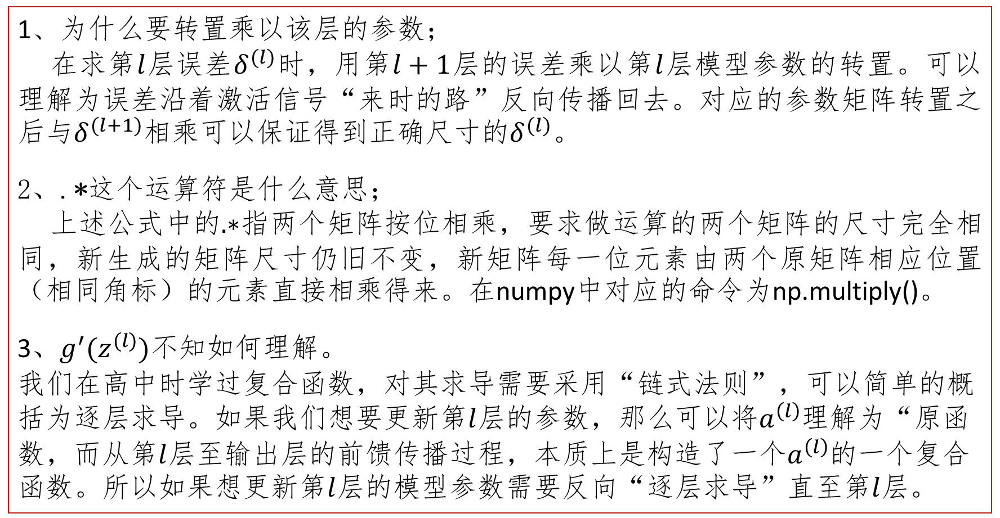 1、为什么要转置乘以该层的参数；
在求第l层误差δ^(l)时，用第l + 1层的误差乘以第l层模型参数的转置。可以
理解为误差沿着激活信号“来时的路”反向传播回去。对应的参数矩阵转置之
后与δ^(l+1)相乘可以保证得到正确尺寸的δ^(l)。
2、.*这个运算符是什么意思；
上述公式中的.*指两个矩阵按位相乘，要求做运算的两个矩阵的尺寸完全相
同，新生成的矩阵尺寸仍旧不变，新矩阵每一位元素由两个原矩阵相应位置
（相同角标）的元素直接相乘得来。在numpy中对应的命令为np.multiply()。
3、g′(z^(l))不知如何理解。
我们在高中时学过复合函数，对其求导需要采用“链式法则”，可以简单的概
括为逐层求导。如果我们想要更新第l层的参数，那么可以将a^(l)理解为“原函
数，而从第l层至输出层的前馈传播过程，本质上是构造了一个a^(l)的一个复合
函数。所以如果想更新第l层的模型参数需要反向“逐层求导”直至第l层。